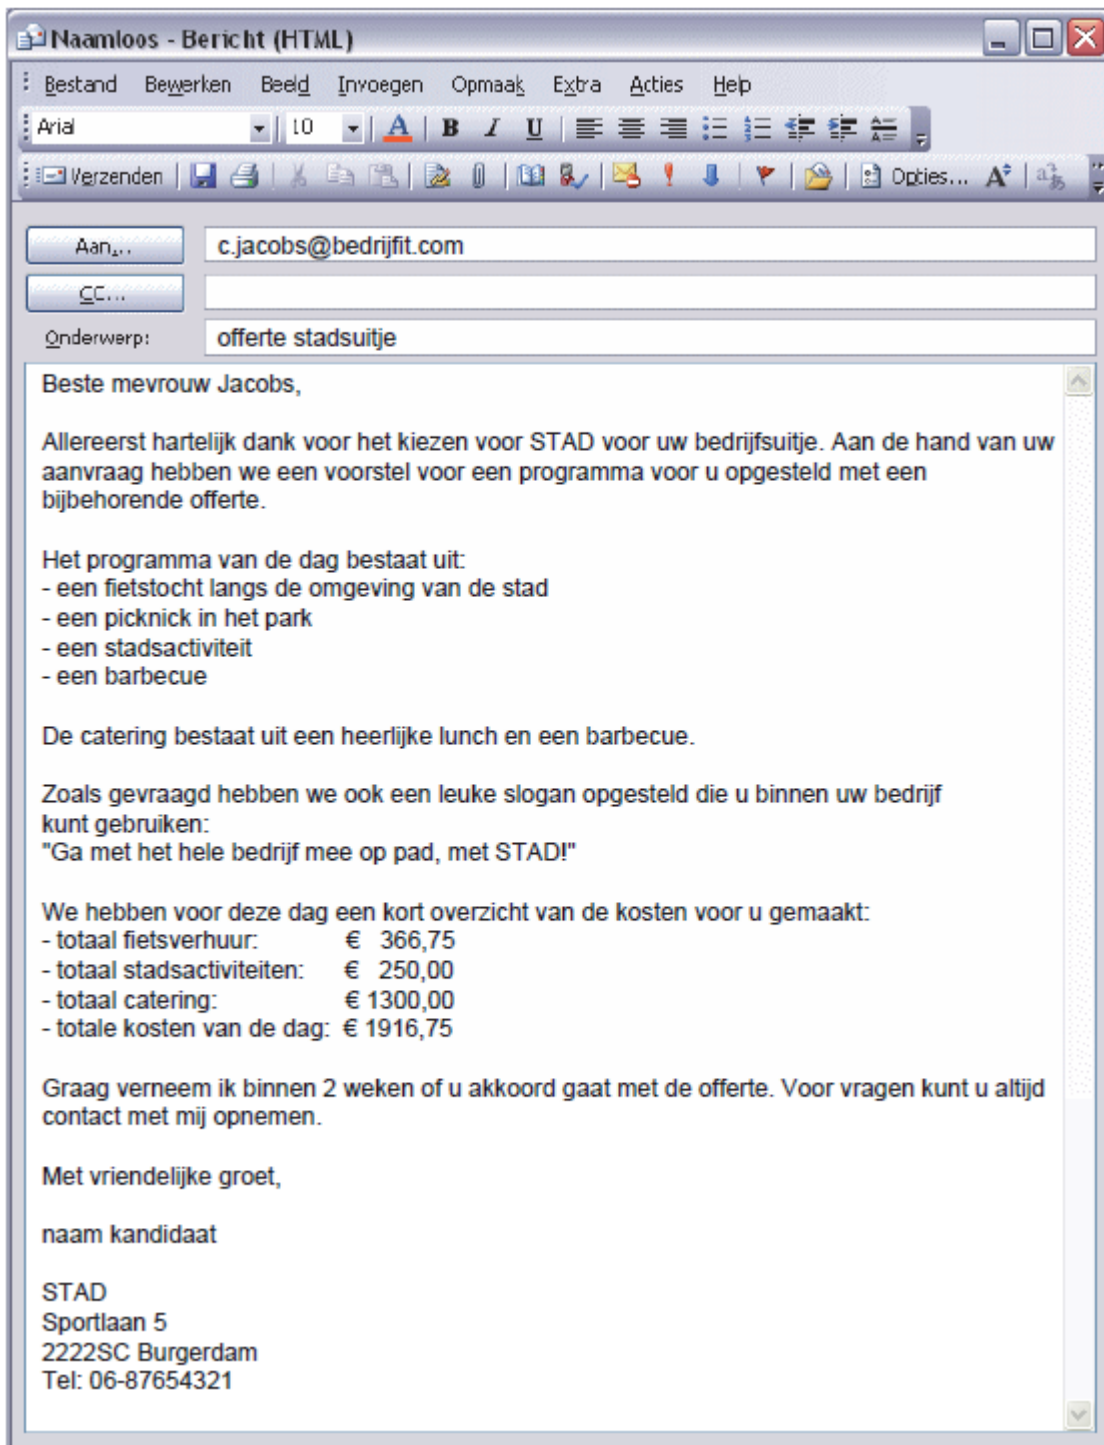 Naamloos - Bericht (HTML)
Bestand Bewerken Beeld Invoegen Opmaak Extra Acties Help
Arial 10 A B I U
Verzenden Opties...
Aan... c.jacobs@bedrijfit.com
CC...
Onderwerp: offerte stadsuitje
Beste mevrouw Jacobs,
Allereerst hartelijk dank voor het kiezen voor STAD voor uw bedrijfsuitje. Aan de hand van uw
aanvraag hebben we een voorstel voor een programma voor u opgesteld met een
bijbehorende offerte.
Het programma van de dag bestaat uit:
- een fietstocht langs de omgeving van de stad
- een picknick in het park
- een stadsactiviteit
- een barbecue
De catering bestaat uit een heerlijke lunch en een barbecue.
Zoals gevraagd hebben we ook een leuke slogan opgesteld die u binnen uw bedrijf
kunt gebruiken:
"Ga met het hele bedrijf mee op pad, met STAD!"
We hebben voor deze dag een kort overzicht van de kosten voor u gemaakt:
- totaal fietsverhuur: € 366,75
- totaal stadsactiviteiten: € 250,00
- totaal catering: € 1300,00
- totale kosten van de dag: € 1916,75
Graag verneem ik binnen 2 weken of u akkoord gaat met de offerte. Voor vragen kunt u altijd
contact met mij opnemen.
Met vriendelijke groet,
naam kandidaat
STAD
Sportlaan 5
2222SC Burgerdam
Tel: 06-87654321